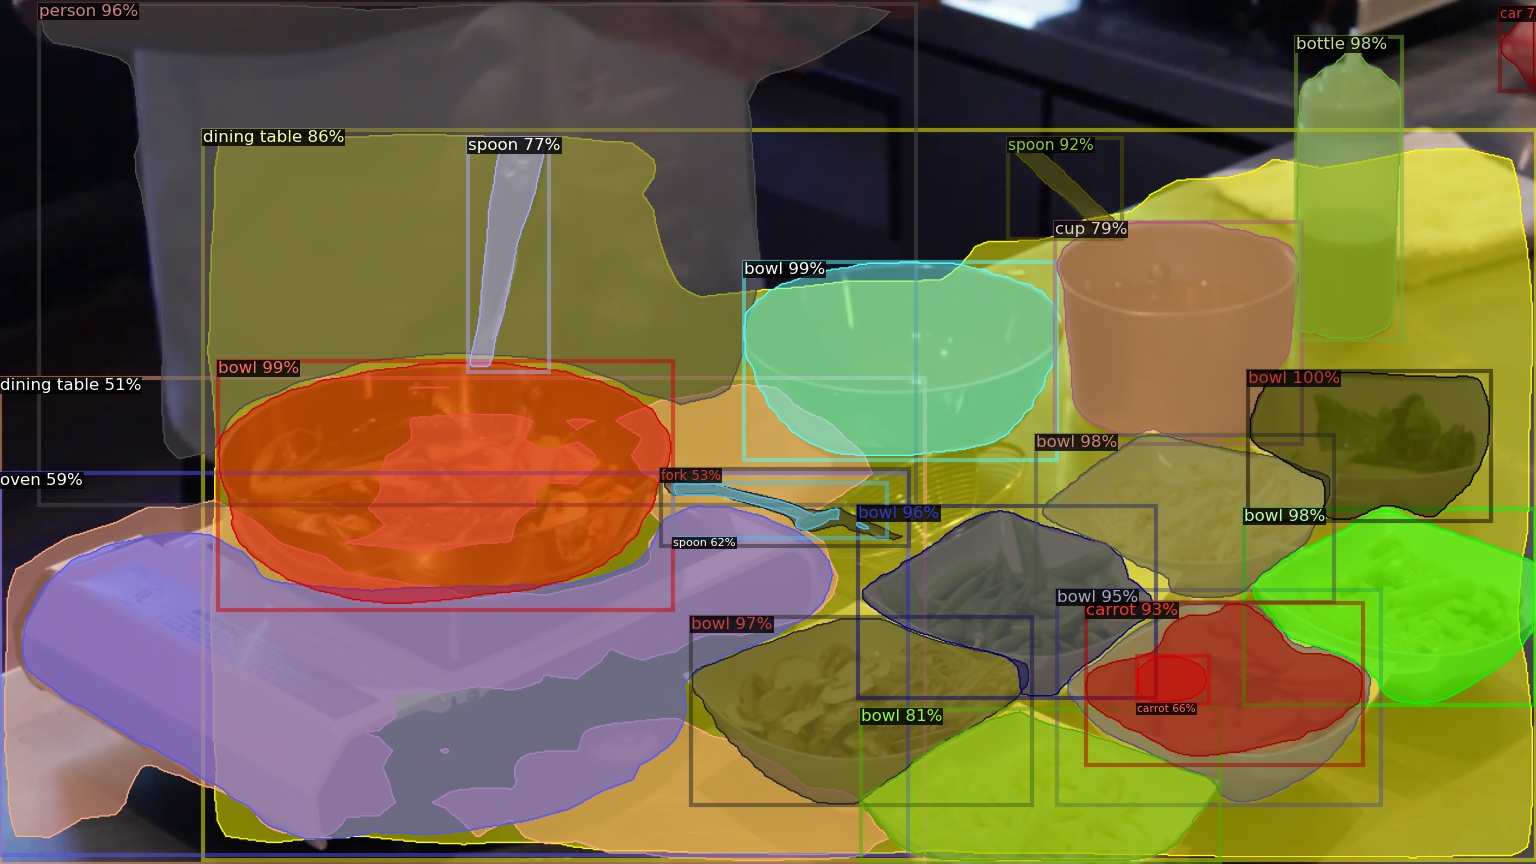 person 96%
car 7
bottle 98%
dining table 86%
spoon 77%
spoon 92%
cup 79%
bowl 99%
bowl 99%
bowl 100%
dining table 51%
bowl 98%
fork 53%
oven 59%
bowl 96%
bowl 98%
spoon 62%
bowl 95%
carrot 93%
bowl 97%
carrot 66%
bowl 81%